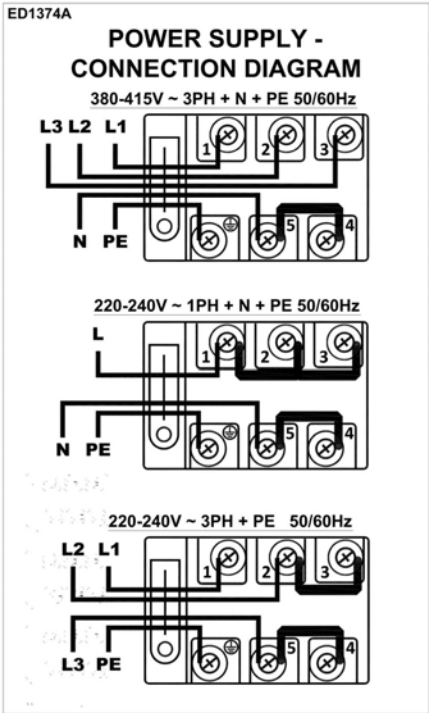 ED1374A
POWER SUPPLY -
CONNECTION DIAGRAM
380-415V ~ 3PH + N + PE 50/60Hz
L3 L2 L1
1 2 3
5 4
N PE
220-240V ~ 1PH + N + PE 50/60Hz
L
1 2 3
5 4
N PE
220-240V ~ 3PH + PE 50/60Hz
L2 L1
1 2 3
5 4
L3 PE